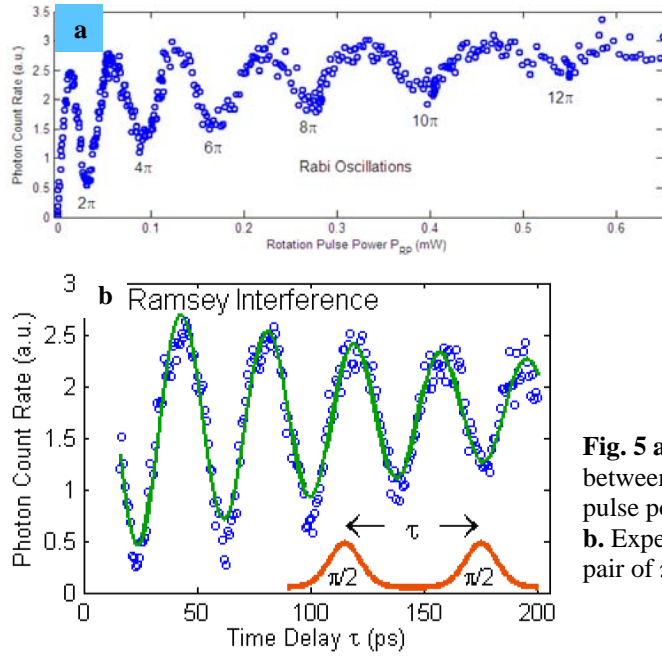 a
3.5
3
2.5
2
1.5
1
0.5
0
Photon Count Rate (a.u.)
2π
4π
6π
8π
10π
12π
Rabi Oscillations
0 0.1 0.2 0.3 0.4 0.5 0.6
Rotation Pulse Power P_RP (mW)
b Ramsey Interference
3
2.5
2
1.5
1
0.5
0
Photon Count Rate (a.u.)
τ
π/2 π/2
0 50 100 150 200
Time Delay τ (ps)
Fig. 5 a
between
pulse po
b. Expe
pair of